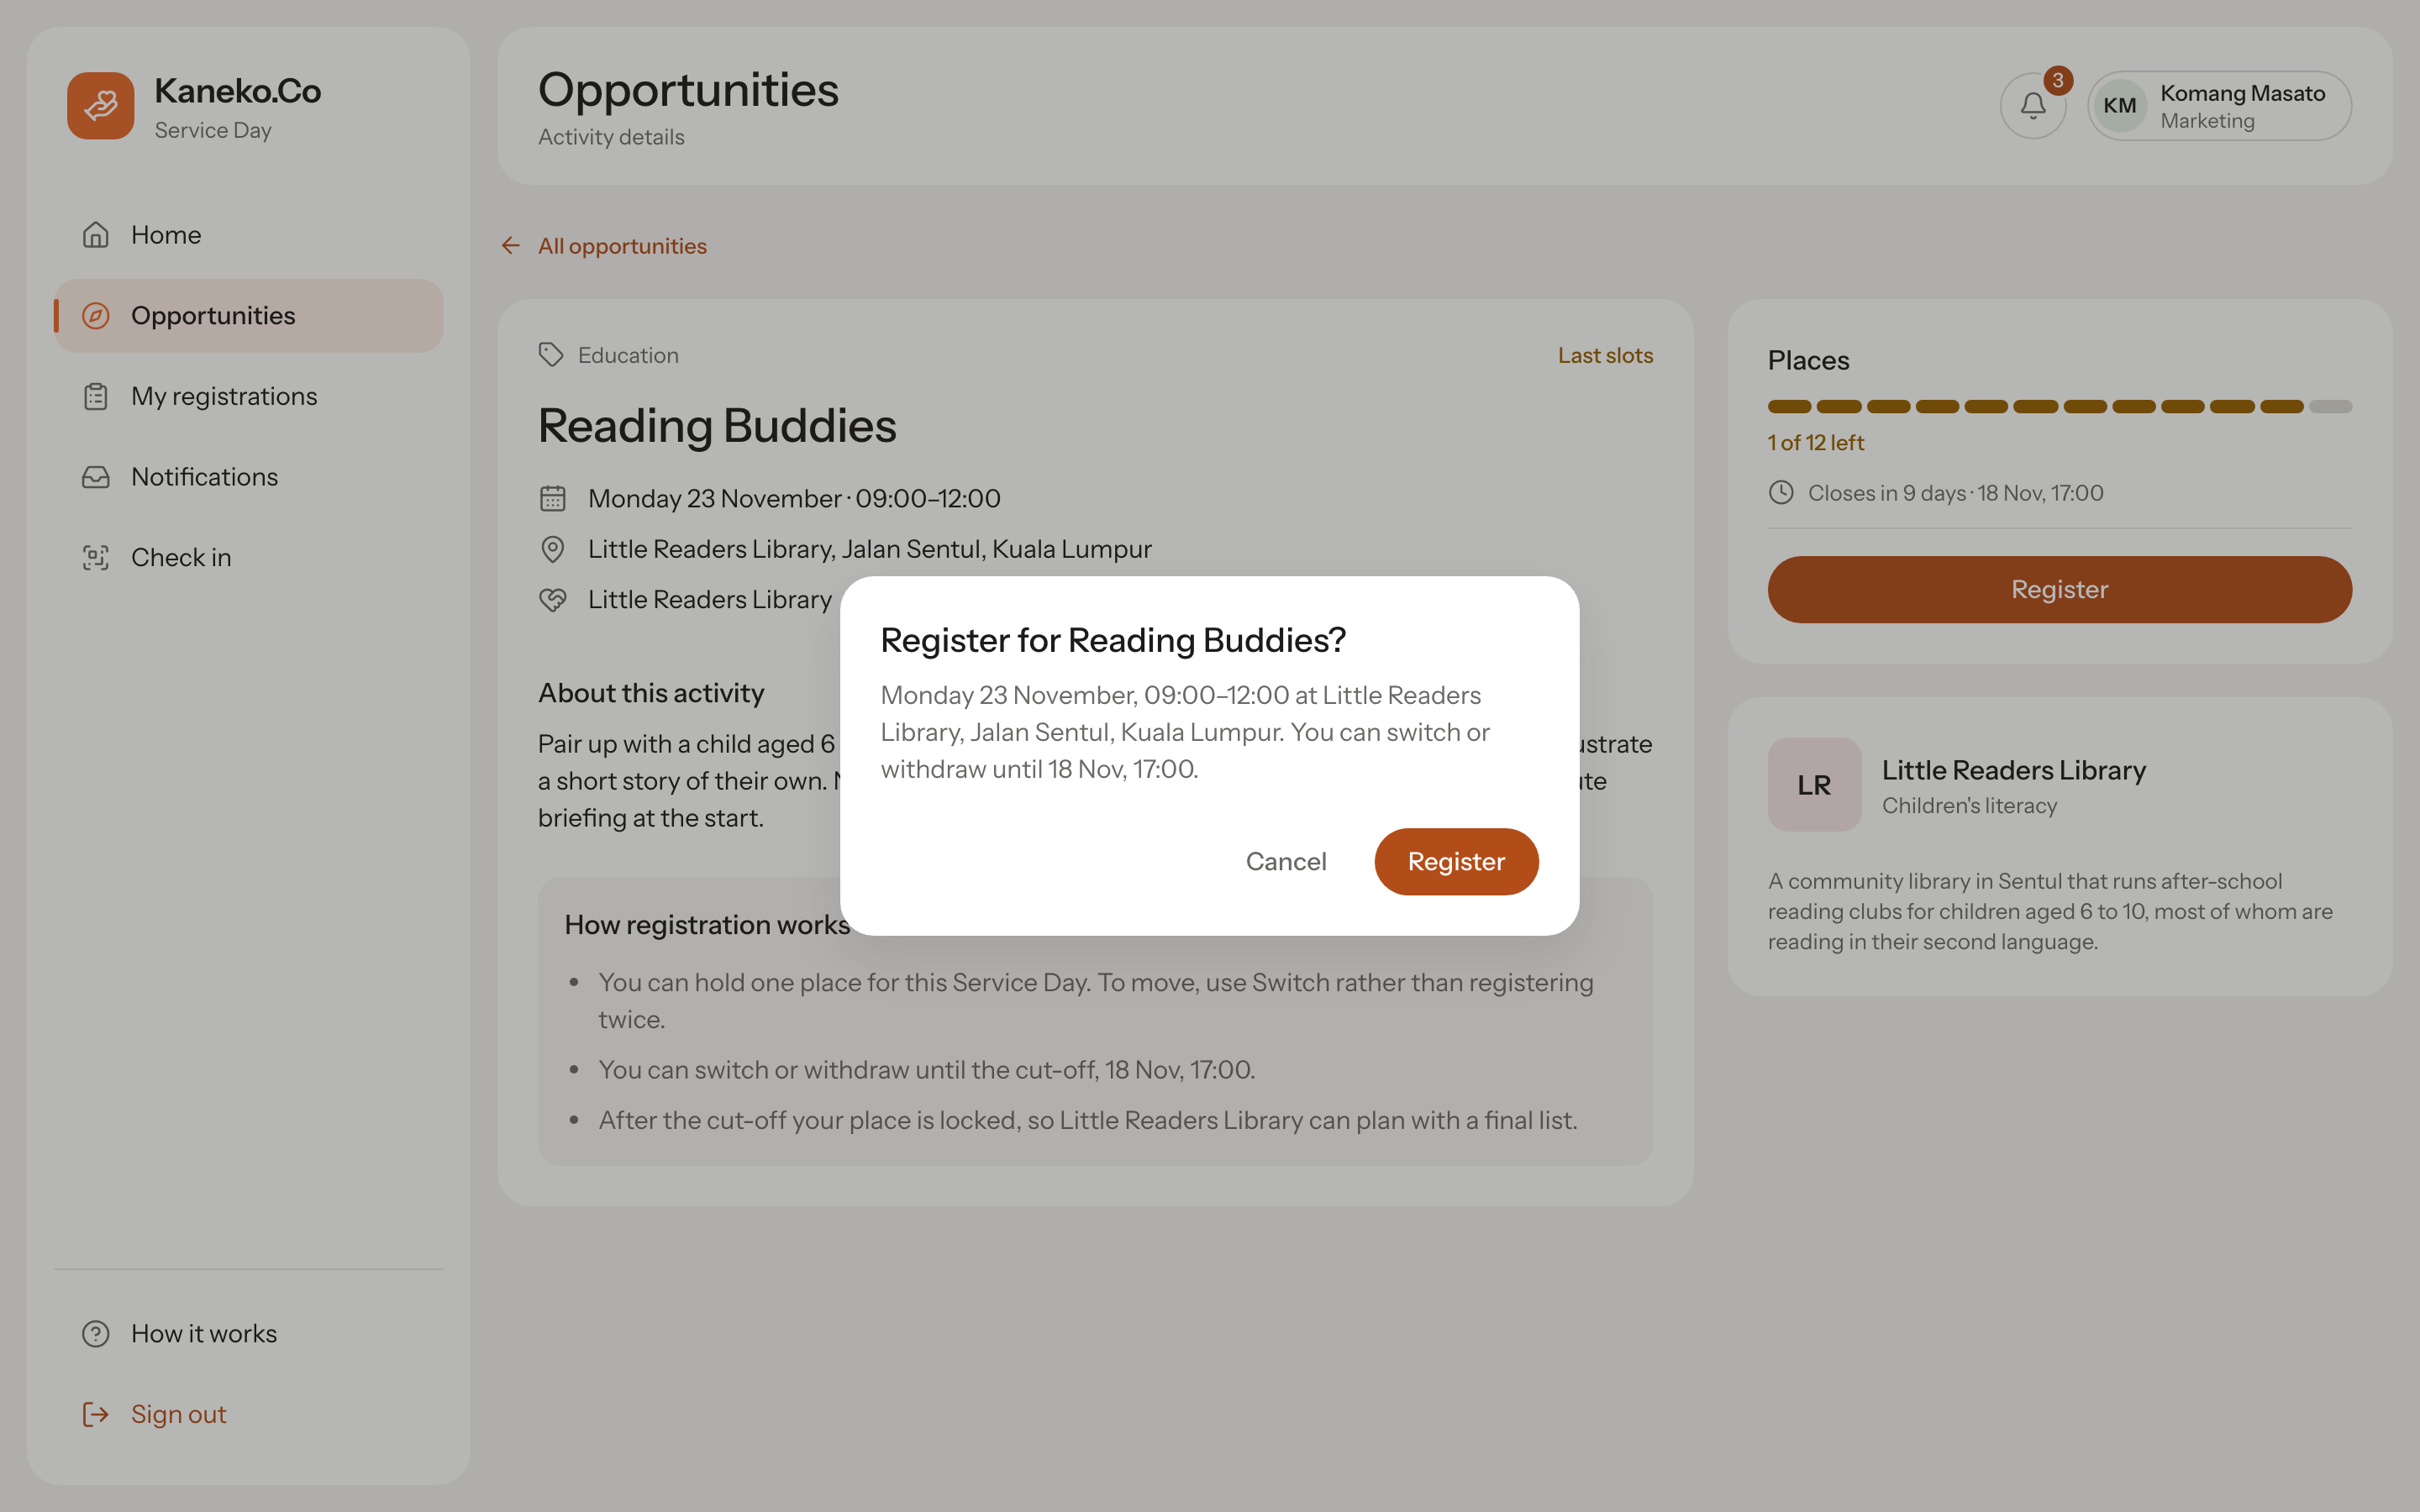 Kaneko.Co
Service Day
Home
Opportunities
My registrations
Notifications
Check in
How it works
Sign out
Opportunities
Activity details
3
KM
Komang Masato
Marketing
All opportunities
Education
Last slots
Reading Buddies
Monday 23 November · 09:00–12:00
Little Readers Library, Jalan Sentul, Kuala Lumpur
Little Readers Library
About this activity
Pair up with a child aged 6
a short story of their own.
briefing at the start.
How registration works
You can hold one place for this Service Day. To move, use Switch rather than registering
twice.
You can switch or withdraw until the cut-off, 18 Nov, 17:00.
After the cut-off your place is locked, so Little Readers Library can plan with a final list.
Register for Reading Buddies?
Monday 23 November, 09:00–12:00 at Little Readers
Library, Jalan Sentul, Kuala Lumpur. You can switch or
withdraw until 18 Nov, 17:00.
Cancel
Register
Places
1 of 12 left
Closes in 9 days · 18 Nov, 17:00
Register
LR
Little Readers Library
Children's literacy
A community library in Sentul that runs after-school
reading clubs for children aged 6 to 10, most of whom are
reading in their second language.